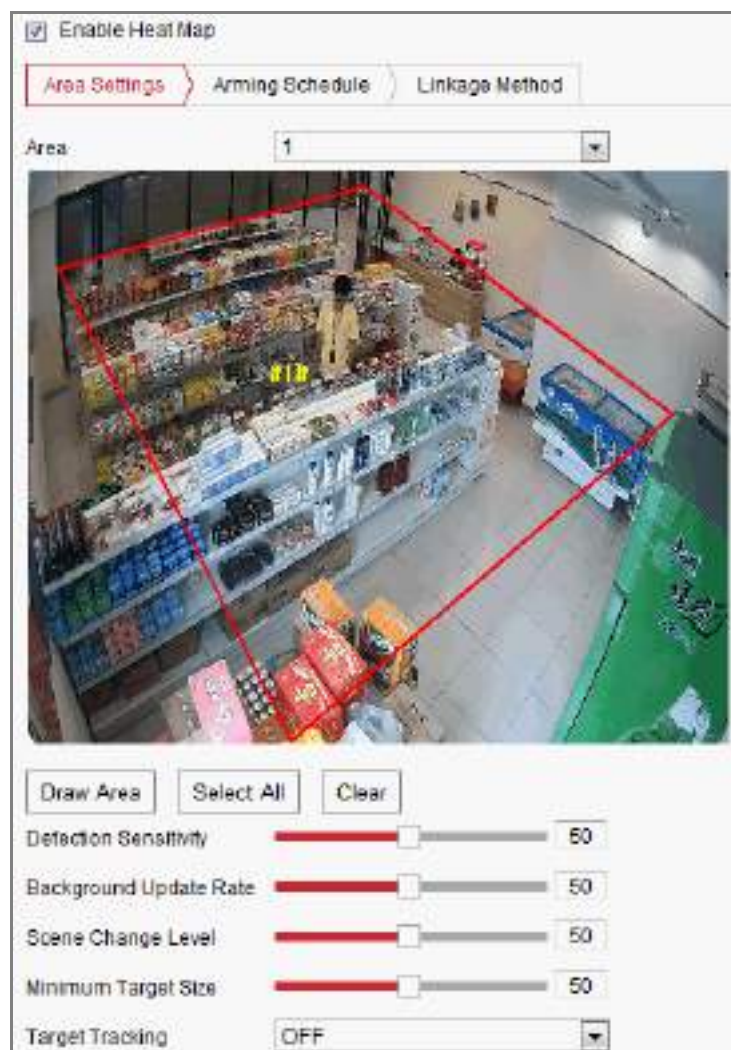 Enable Heat Map
Area Settings
Arming Schedule
Linkage Method
Area
1
#1#
Draw Area
Select All
Clear
Detection Sensitivity
50
Background Update Rate
50
Scene Change Level
50
Minimum Target Size
50
Target Tracking
OFF